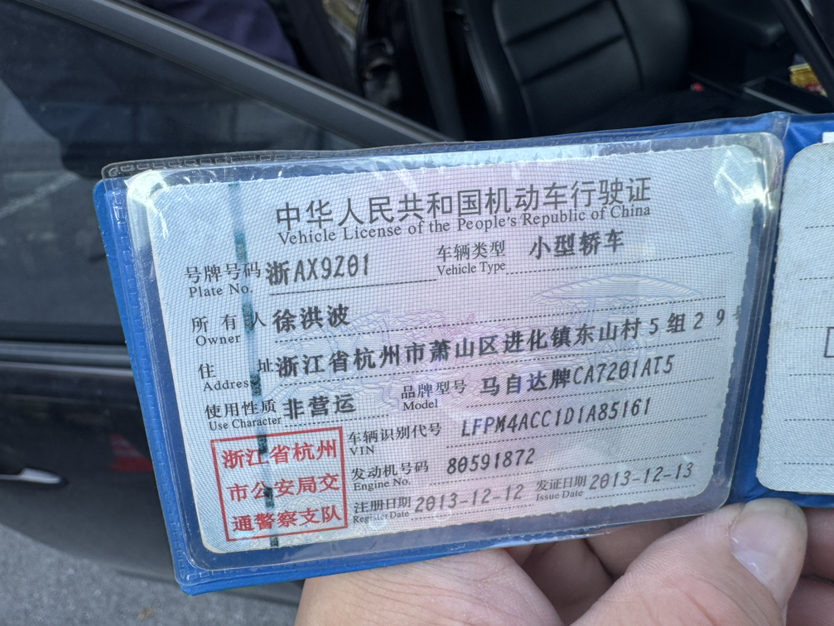 中华人民共和国机动车行驶证
Vehicle License of the People's Republic of China
号牌号码 浙AX9Z01 车辆类型 小型轿车
Plate No. Vehicle Type
所有人 徐洪波
Owner
住址 浙江省杭州市萧山区进化镇东山村5组29
Address
使用性质 非营运 品牌型号 马自达牌CA7201AT5
Use Character Model
浙江省杭州
市公安局交
通警察支队
车辆识别代号 LFPM4ACC1D1A85161
VIN
发动机号码 80591872
Engine No.
注册日期 2013-12-12 发证日期 2013-12-13
Register Date Issue Date